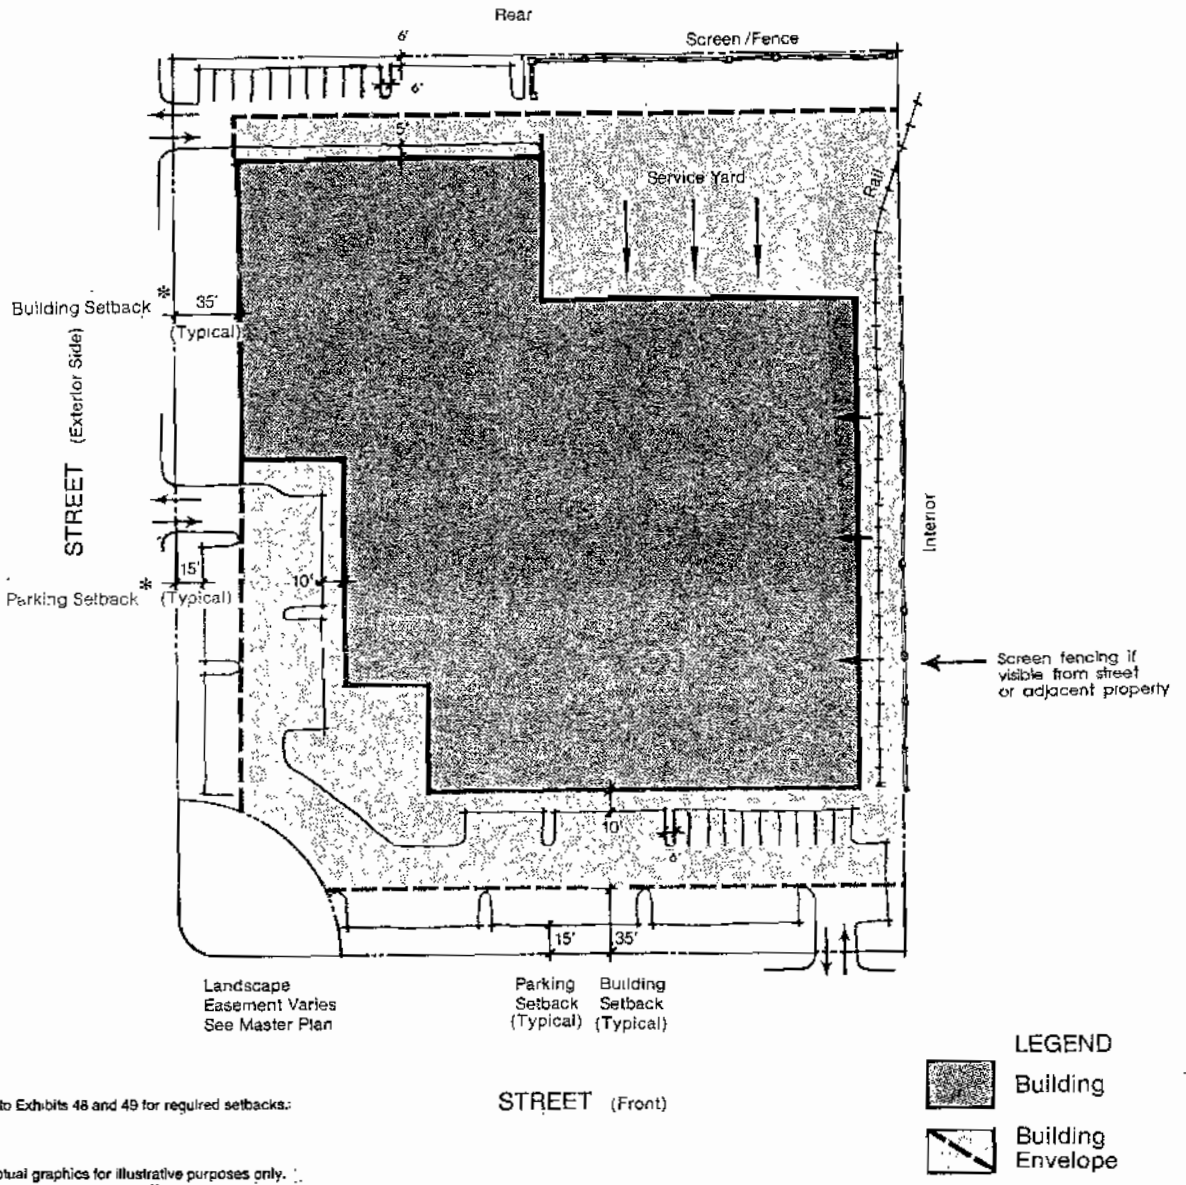 Rear
6'
Screen/Fence
6'
5'
Service Yard
Rail
Building Setback *
35'
(Typical)
STREET (Exterior Side)
Interior
15'
Parking Setback * (Typical)
10'
Screen fencing if
visible from street
or adjacent property
10'
6'
15'
35'
Landscape
Easement Varies
See Master Plan
Parking
Setback
(Typical)
Building
Setback
(Typical)
LEGEND
Building
Building
Envelope
STREET (Front)
to Exhibits 48 and 49 for required setbacks.
ptual graphics for illustrative purposes only.